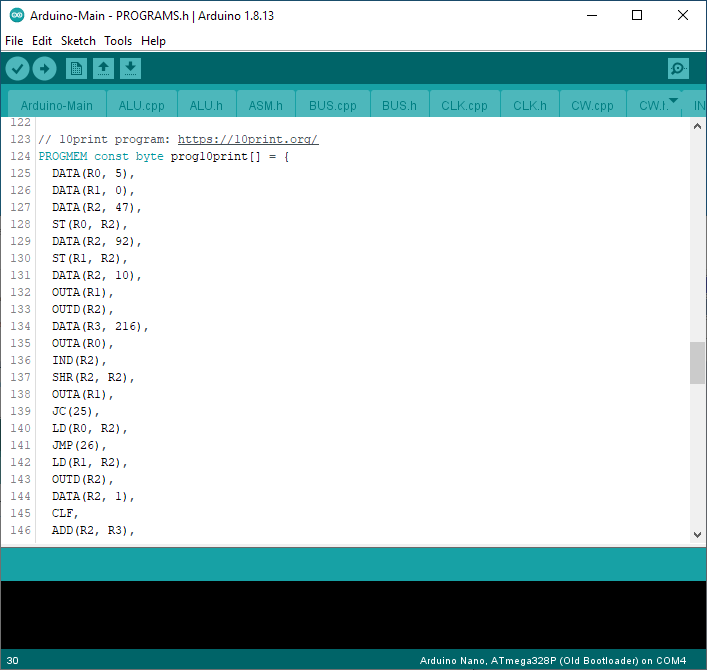 Arduino-Main - PROGRAMS.h | Arduino 1.8.13
File Edit Sketch Tools Help
Arduino-Main ALU.cpp ALU.h ASM.h BUS.cpp BUS.h CLK.cpp CLK.h CW.cpp CW.h IN
122
123 // 10print program: https://10print.org/
124 PROGMEM const byte prog10print[] = {
125 DATA(R0, 5),
126 DATA(R1, 0),
127 DATA(R2, 47),
128 ST(R0, R2),
129 DATA(R2, 92),
130 ST(R1, R2),
131 DATA(R2, 10),
132 OUTA(R1),
133 OUTD(R2),
134 DATA(R3, 216),
135 OUTA(R0),
136 IND(R2),
137 SHR(R2, R2),
138 OUTA(R1),
139 JC(25),
140 LD(R0, R2),
141 JMP(26),
142 LD(R1, R2),
143 OUTD(R2),
144 DATA(R2, 1),
145 CLF,
146 ADD(R2, R3),
30 Arduino Nano, ATmega328P (Old Bootloader) on COM4